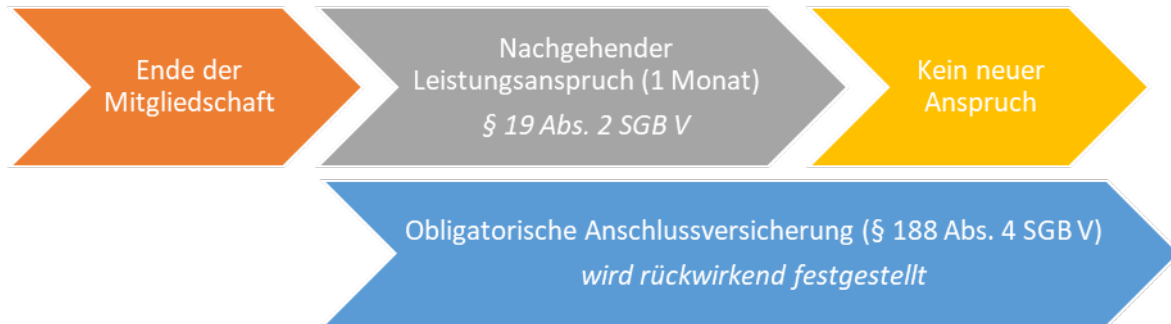 Ende der
Mitgliedschaft
Nachgehender
Leistungsanspruch (1 Monat)
§ 19 Abs. 2 SGB V
Kein neuer
Anspruch
Obligatorische Anschlussversicherung (§ 188 Abs. 4 SGB V)
wird rückwirkend festgestellt